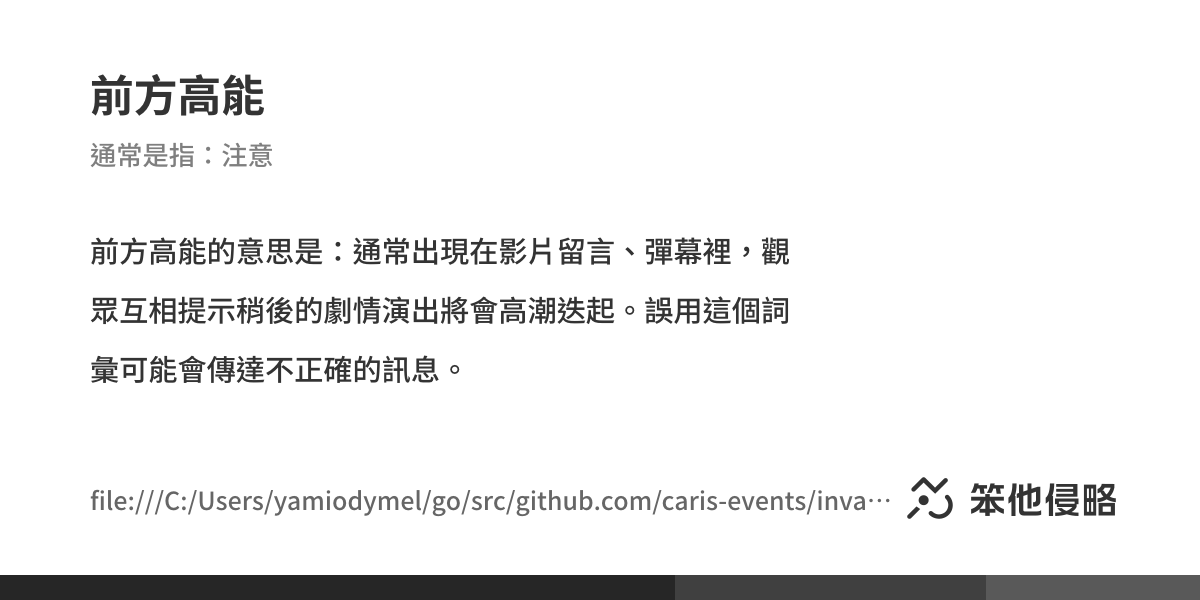 前方高能
通常是指：注意
前方高能的意思是：通常出現在影片留言、彈幕裡，觀
眾互相提示稍後的劇情演出將會高潮迭起。誤用這個詞
彙可能會傳達不正確的訊息。
file:///C:/Users/yamiodymel/go/src/github.com/caris-events/inva⋯ 笨他侵略